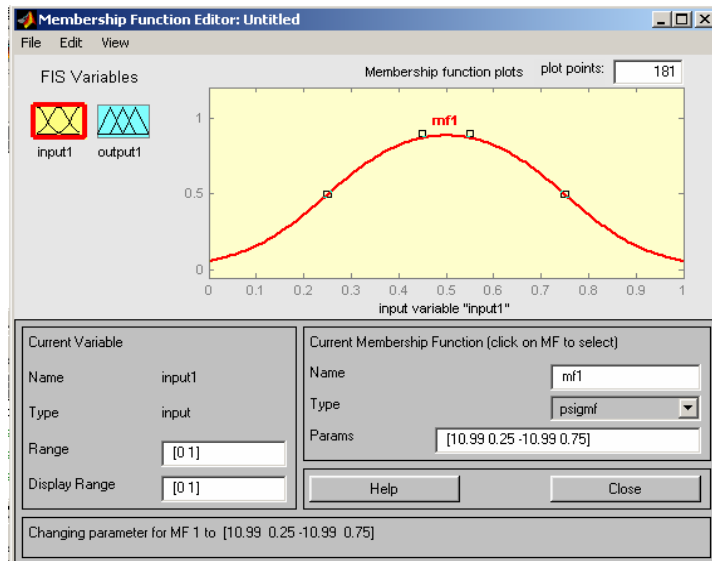 Membership Function Editor: Untitled
File Edit View
FIS Variables
Membership function plots plot points: 181
input1 output1
mf1
1
0.5
0
0 0.1 0.2 0.3 0.4 0.5 0.6 0.7 0.8 0.9 1
input variable "input1"
Current Variable
Name input1
Type input
Range [0 1]
Display Range [0 1]
Current Membership Function (click on MF to select)
Name mf1
Type psigmf
Params [10.99 0.25 -10.99 0.75]
Help Close
Changing parameter for MF 1 to [10.99 0.25 -10.99 0.75]